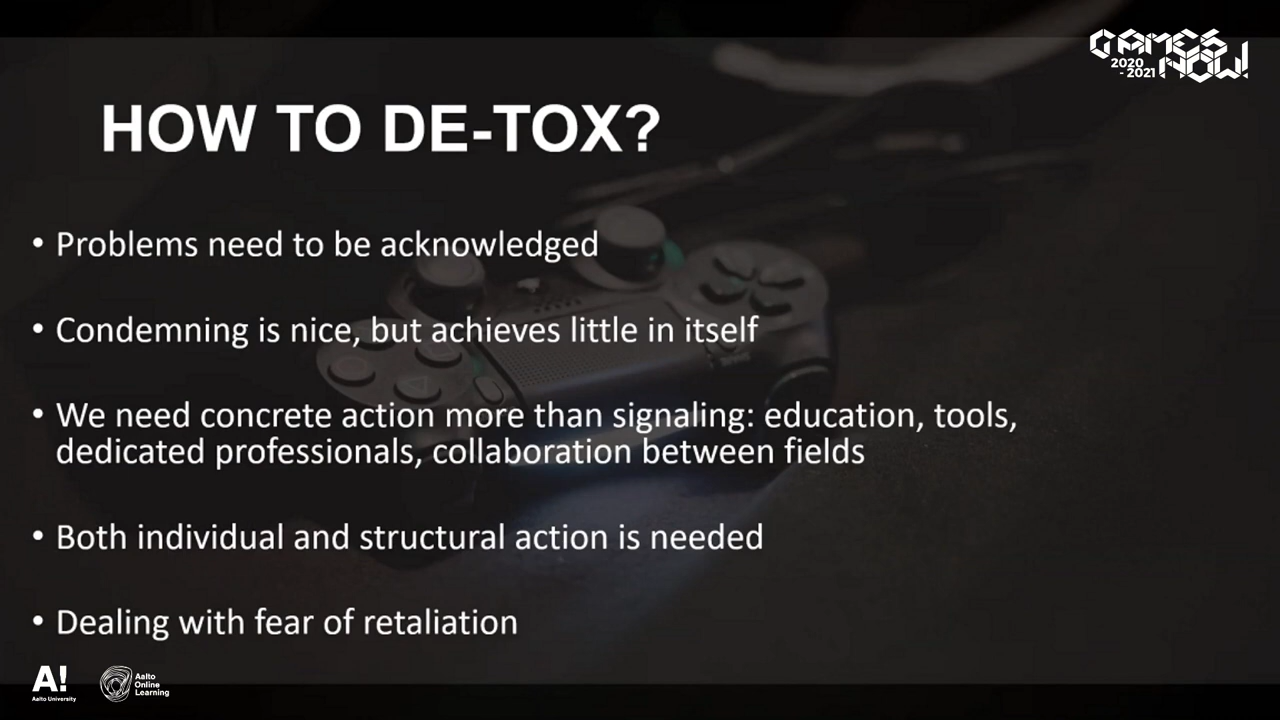 GAMES
2020
- 2021 NOW!
HOW TO DE-TOX?
• Problems need to be acknowledged
• Condemning is nice, but achieves little in itself
• We need concrete action more than signaling: education, tools,
dedicated professionals, collaboration between fields
• Both individual and structural action is needed
• Dealing with fear of retaliation
A!
Aalto University
Aalto
Online
Learning